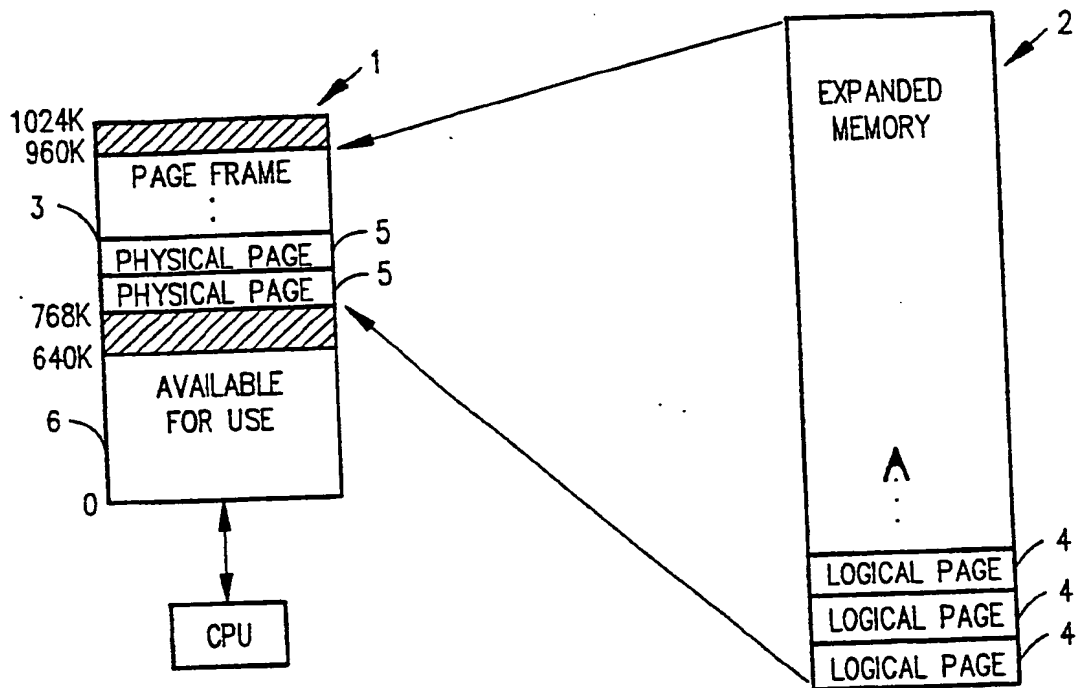 1
2
1024K
960K
PAGE FRAME
3
PHYSICAL PAGE
5
PHYSICAL PAGE
5
768K
640K
AVAILABLE
FOR USE
6
0
CPU
EXPANDED
MEMORY
LOGICAL PAGE
4
LOGICAL PAGE
4
LOGICAL PAGE
4